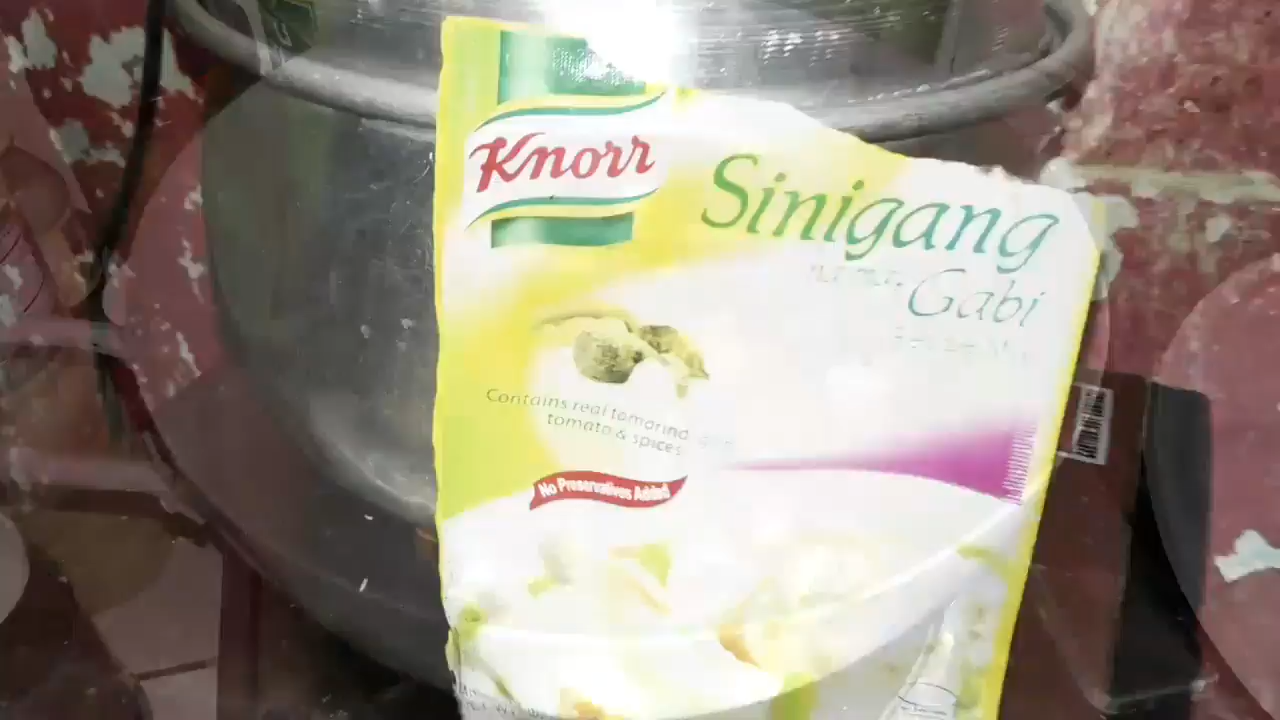 Knorr
Sinigang
Gabi
Contains real tamarind
tomato & spices
No Preservatives Added